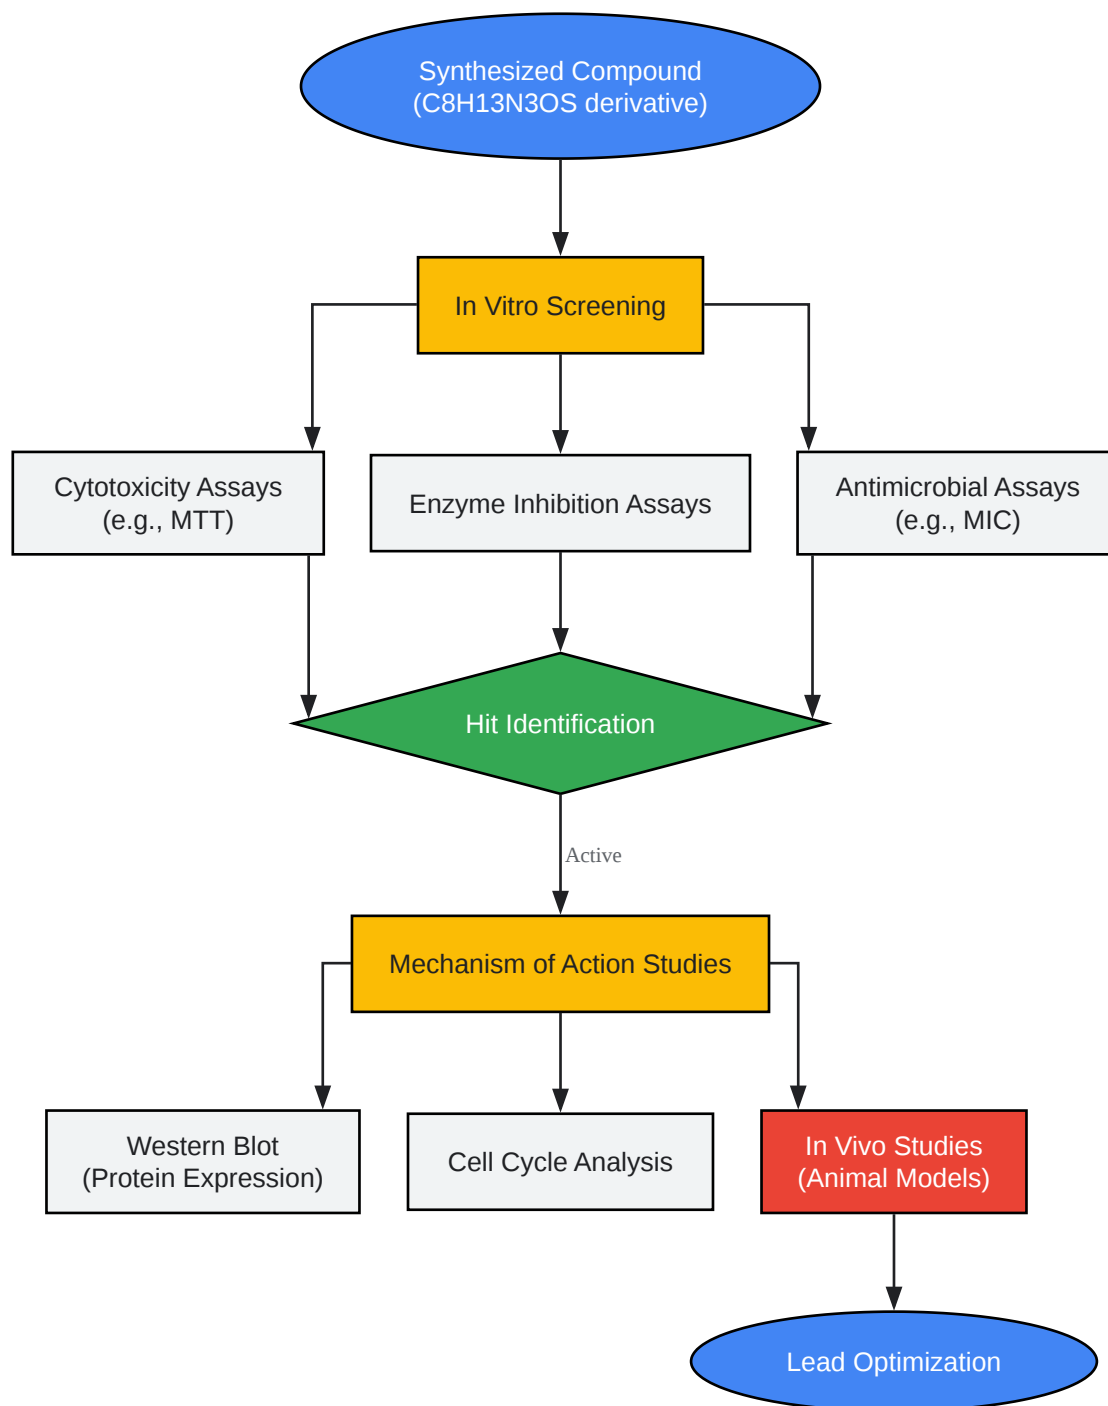 Synthesized Compound
(C8H13N3OS derivative)
In Vitro Screening
Cytotoxicity Assays
(e.g., MTT)
Enzyme Inhibition Assays
Antimicrobial Assays
(e.g., MIC)
Hit Identification
Active
Mechanism of Action Studies
Western Blot
(Protein Expression)
Cell Cycle Analysis
In Vivo Studies
(Animal Models)
Lead Optimization